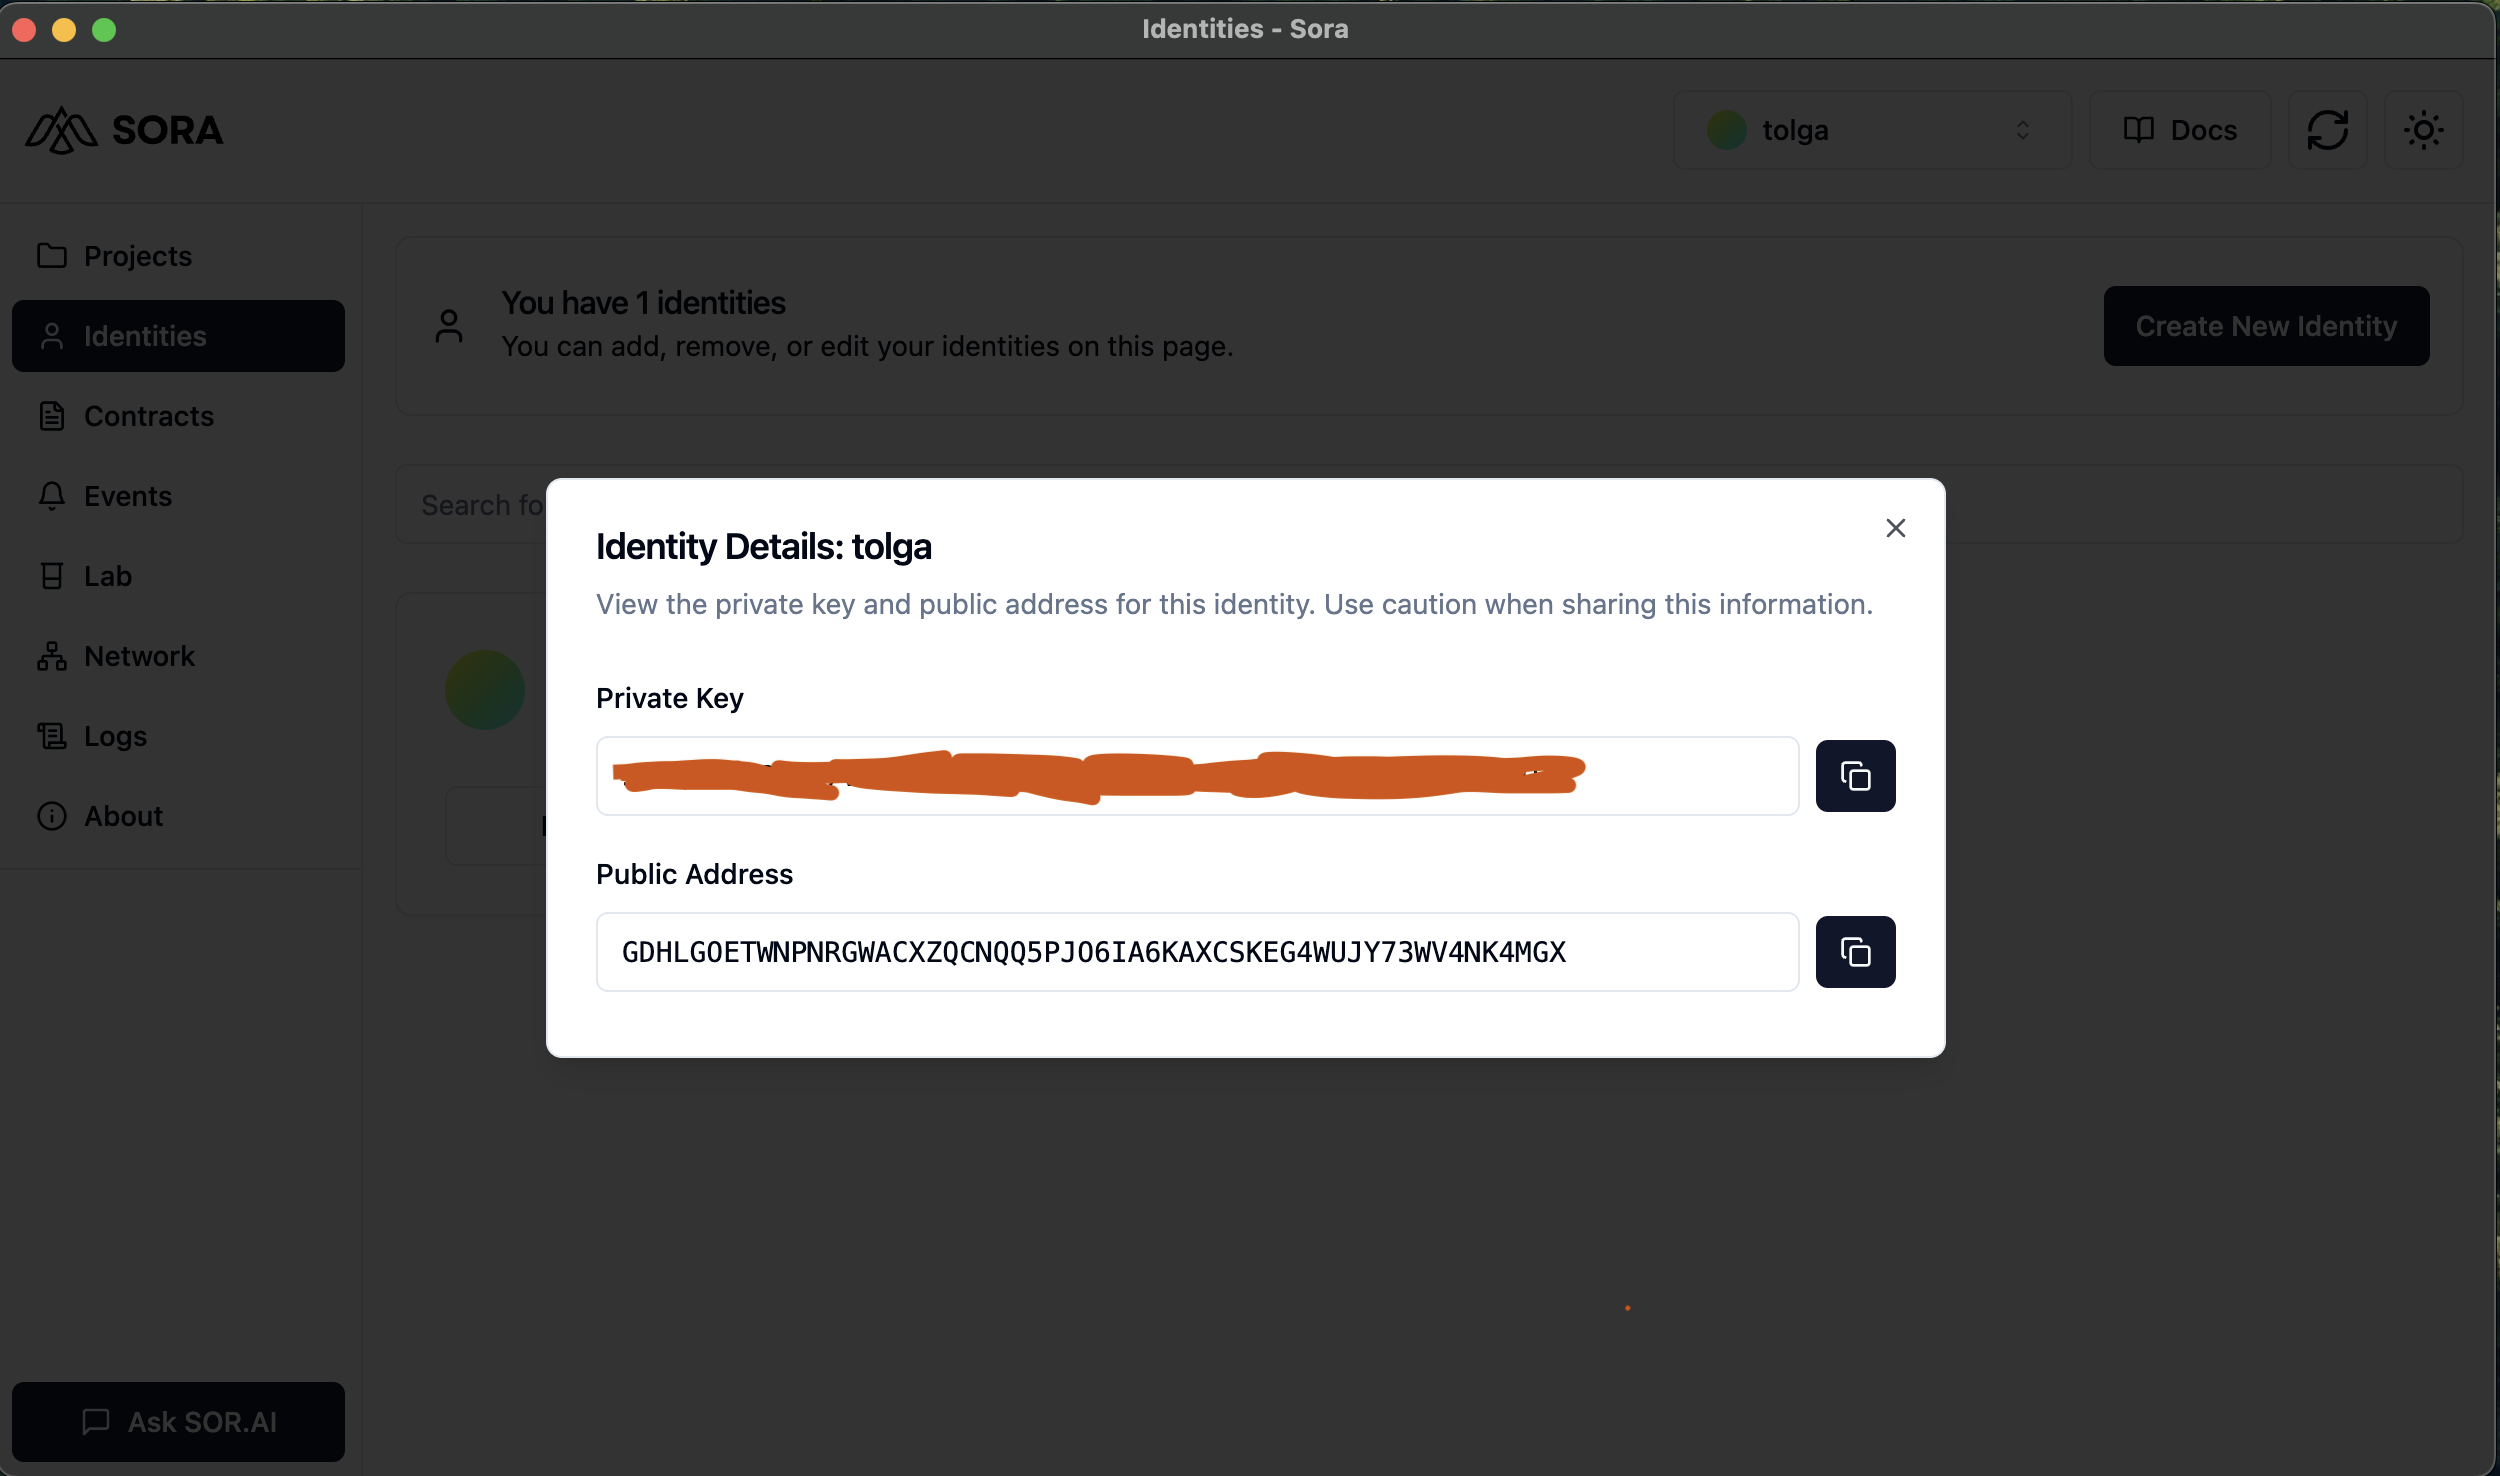 Identities - Sora
SORA
tolga
Docs
Projects
Identities
Contracts
Events
Lab
Network
Logs
About
You have 1 identities
You can add, remove, or edit your identities on this page.
Create New Identity
Search fo
Identity Details: tolga
View the private key and public address for this identity. Use caution when sharing this information.
Private Key
Public Address
GDHLGOETWNPNRGWACXZQCNQQ5PJO6IA6KAXCSKEG4WUJY73WV4NK4MGX
Ask SOR.AI